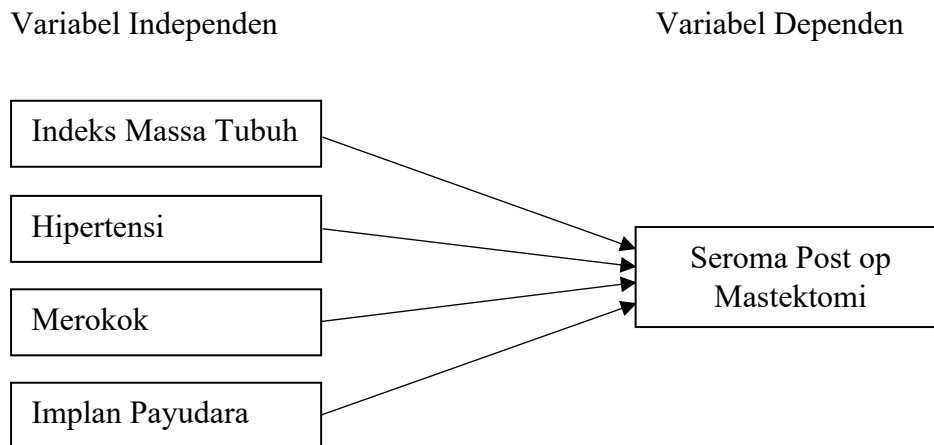 Variabel Independen
Variabel Dependen
Indeks Massa Tubuh
Hipertensi
Merokok
Implan Payudara
Seroma Post op
Mastektomi